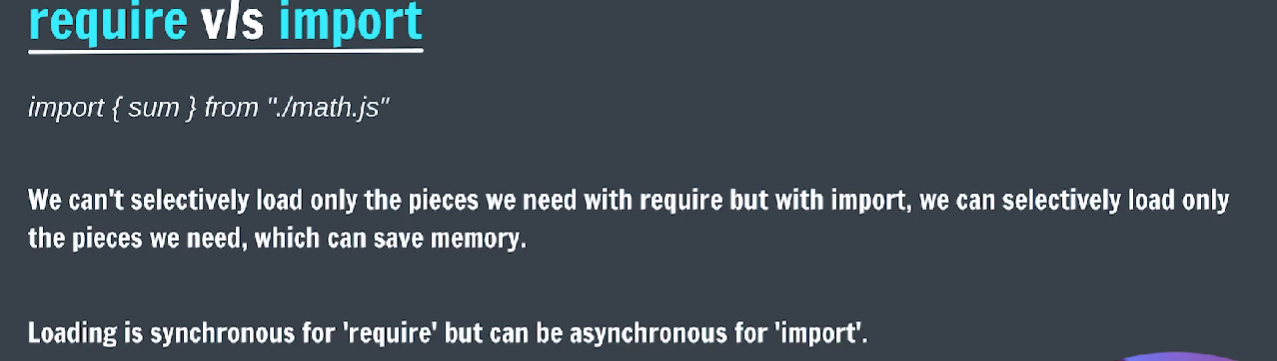 require v/s import
import { sum } from "./math.js"
We can't selectively load only the pieces we need with require but with import, we can selectively load only
the pieces we need, which can save memory.
Loading is synchronous for 'require' but can be asynchronous for 'import'.